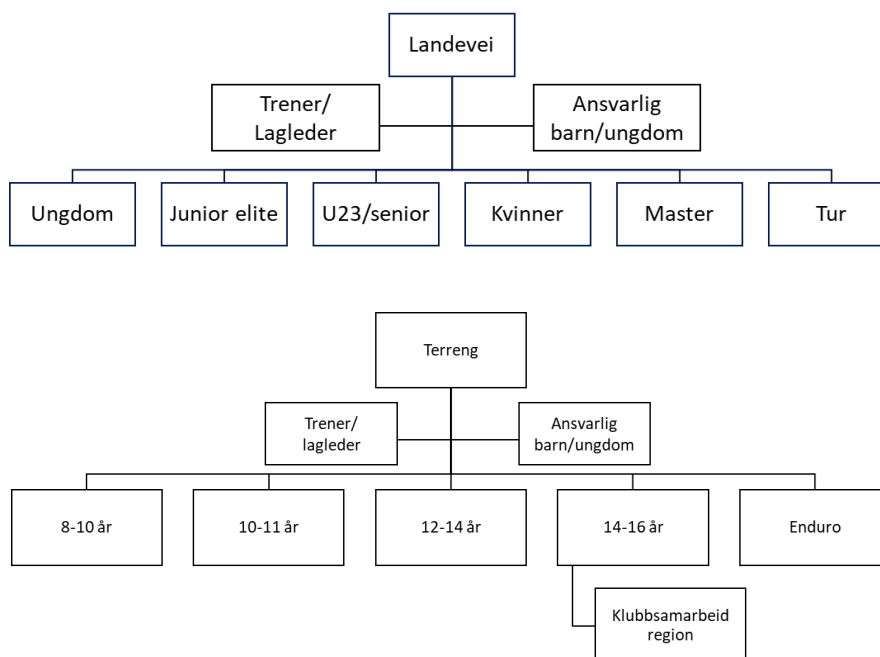 Landevei
Trener/
Lagleder
Ansvarlig
barn/ungdom
Ungdom
Junior elite
U23/senior
Kvinner
Master
Tur
Terreng
Trener/
lagleder
Ansvarlig
barn/ungdom
8-10 år
10-11 år
12-14 år
14-16 år
Enduro
Klubbsamarbeid
region